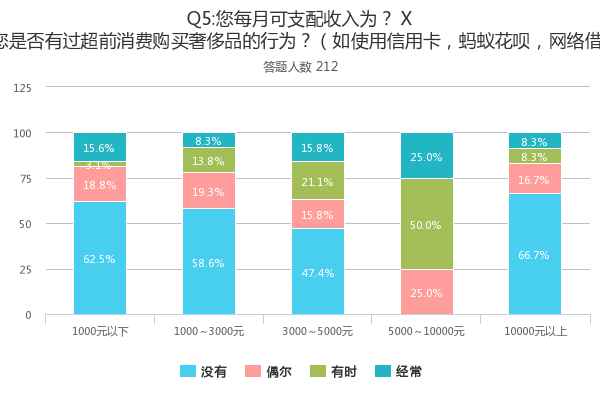 Q5:您每月可支配收入为？ X
您是否有过超前消费购买奢侈品的行为？（如使用信用卡，蚂蚁花呗，网络借
答题人数 212
125
100
75
50
25
0
15.6%
3.1%
18.8%
62.5%
8.3%
13.8%
19.3%
58.6%
15.8%
21.1%
15.8%
47.4%
25.0%
50.0%
25.0%
8.3%
8.3%
16.7%
66.7%
1000元以下
1000～3000元
3000～5000元
5000～10000元
10000元以上
没有
偶尔
有时
经常